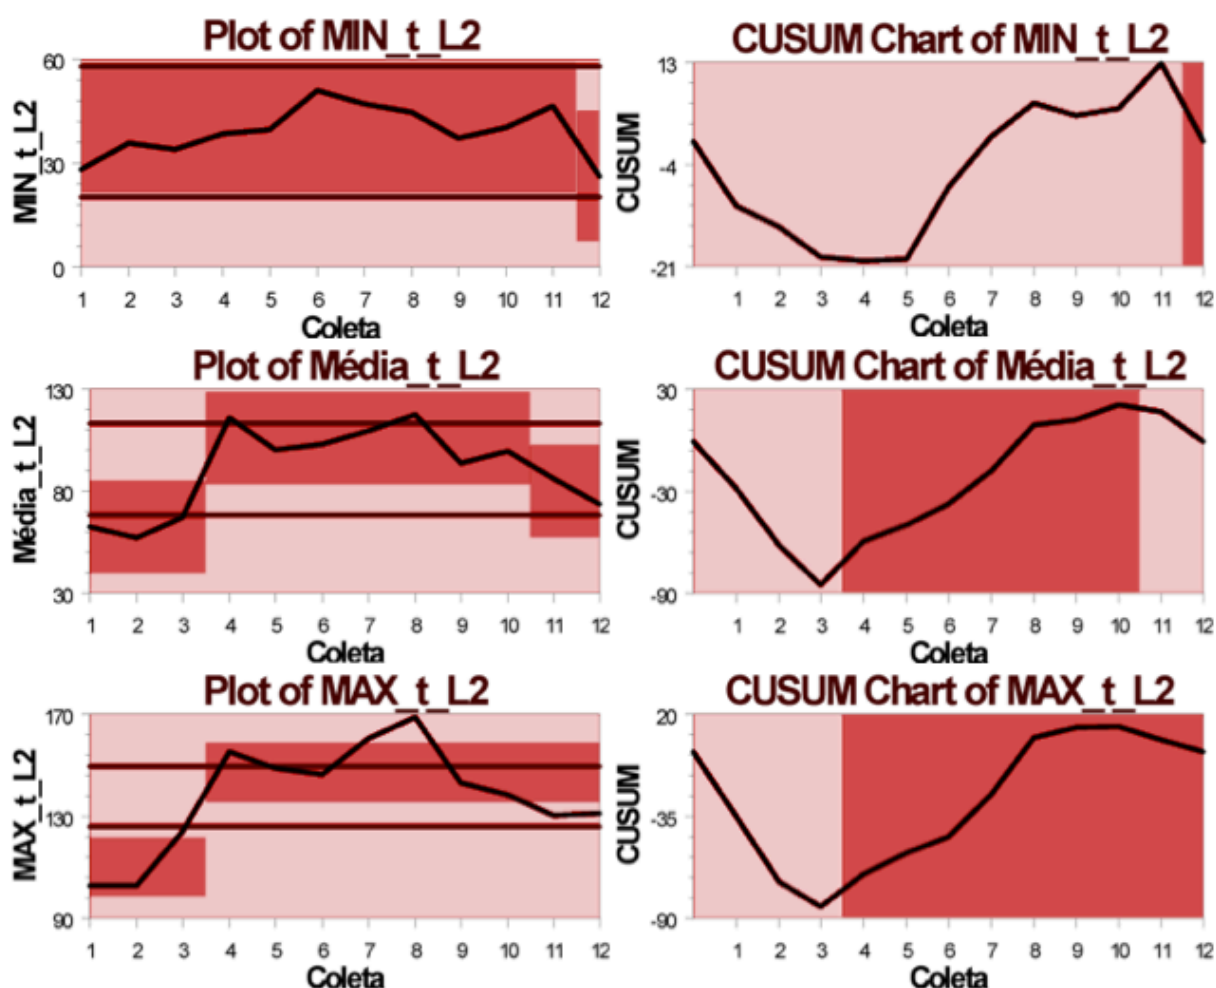 Plot of MIN_t_L2
MIN_t_L2
60
30
0
1 2 3 4 5 6 7 8 9 10 11 12
Coleta
CUSUM Chart of MIN_t_L2
CUSUM
13
-4
-21
1 2 3 4 5 6 7 8 9 10 11 12
Coleta
Plot of Média_t_L2
Média_t_L2
130
80
30
1 2 3 4 5 6 7 8 9 10 11 12
Coleta
CUSUM Chart of Média_t_L2
CUSUM
30
-30
-90
1 2 3 4 5 6 7 8 9 10 11 12
Coleta
Plot of MAX_t_L2
MAX_t_L2
170
130
90
1 2 3 4 5 6 7 8 9 10 11 12
Coleta
CUSUM Chart of MAX_t_L2
CUSUM
20
-35
-90
1 2 3 4 5 6 7 8 9 10 11 12
Coleta